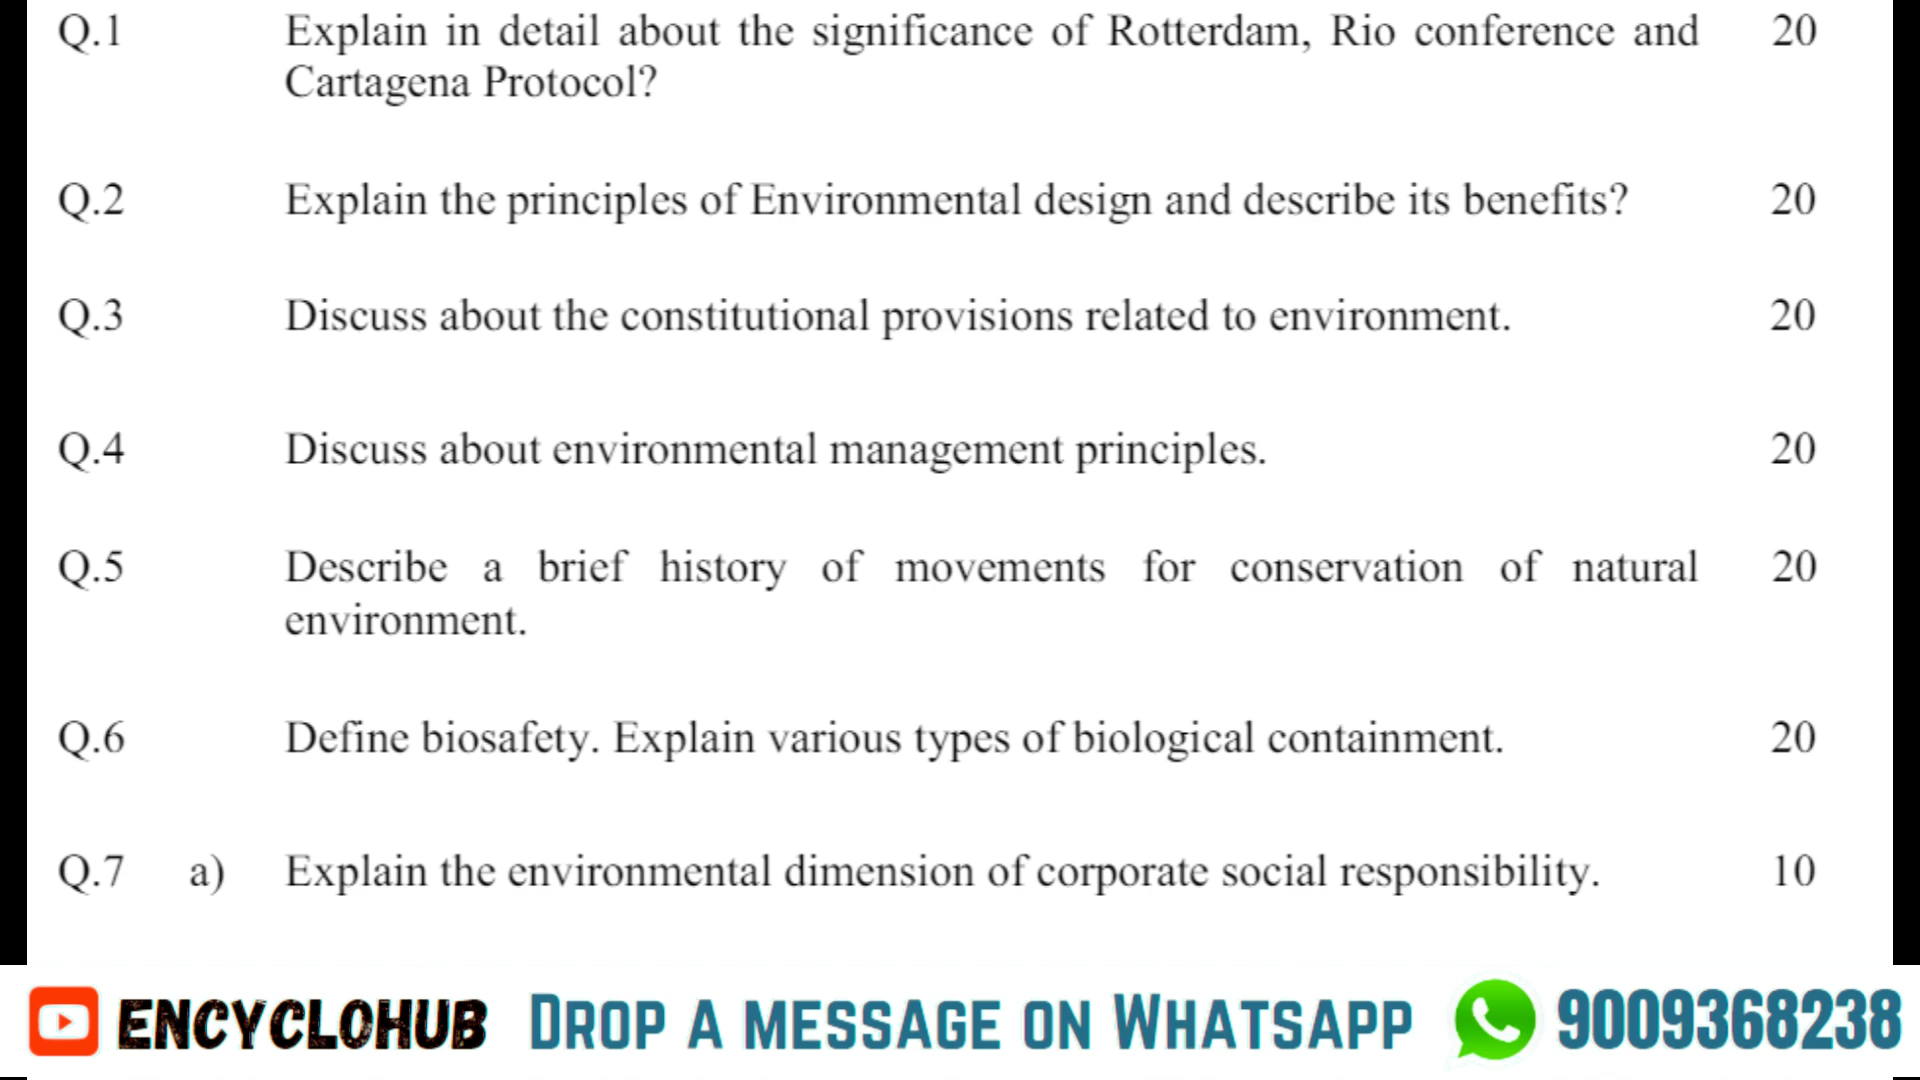 Q.1 Explain in detail about the significance of Rotterdam, Rio conference and 20
Cartagena Protocol?
Q.2 Explain the principles of Environmental design and describe its benefits? 20
Q.3 Discuss about the constitutional provisions related to environment. 20
Q.4 Discuss about environmental management principles. 20
Q.5 Describe a brief history of movements for conservation of natural 20
environment.
Q.6 Define biosafety. Explain various types of biological containment. 20
Q.7 a) Explain the environmental dimension of corporate social responsibility. 10
ENCYCLOHUB DROP A MESSAGE ON WHATSAPP 9009368238